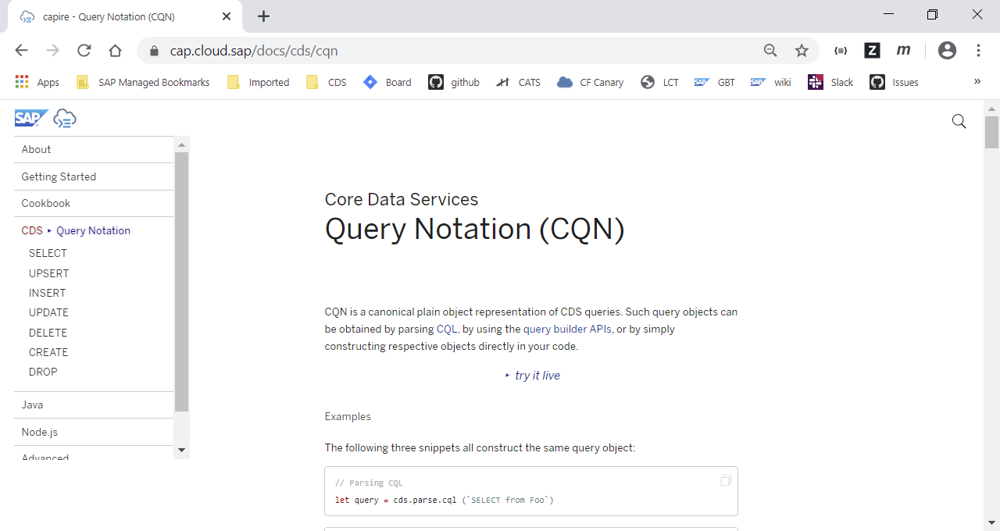 capire - Query Notation (CQN)
cap.cloud.sap/docs/cds/cqn
Apps SAP Managed Bookmarks Imported CDS Board github CATS CF Canary LCT GBT wiki Slack Issues
SAP
About
Getting Started
Cookbook
CDS ▸ Query Notation
SELECT
UPSERT
INSERT
UPDATE
DELETE
CREATE
DROP
Java
Node.js
Advanced
Core Data Services
Query Notation (CQN)
CQN is a canonical plain object representation of CDS queries. Such query objects can
be obtained by parsing CQL, by using the query builder APIs, or by simply
constructing respective objects directly in your code.
▸ try it live
Examples
The following three snippets all construct the same query object:
// Parsing CQL
let query = cds.parse.cql (`SELECT from Foo`)